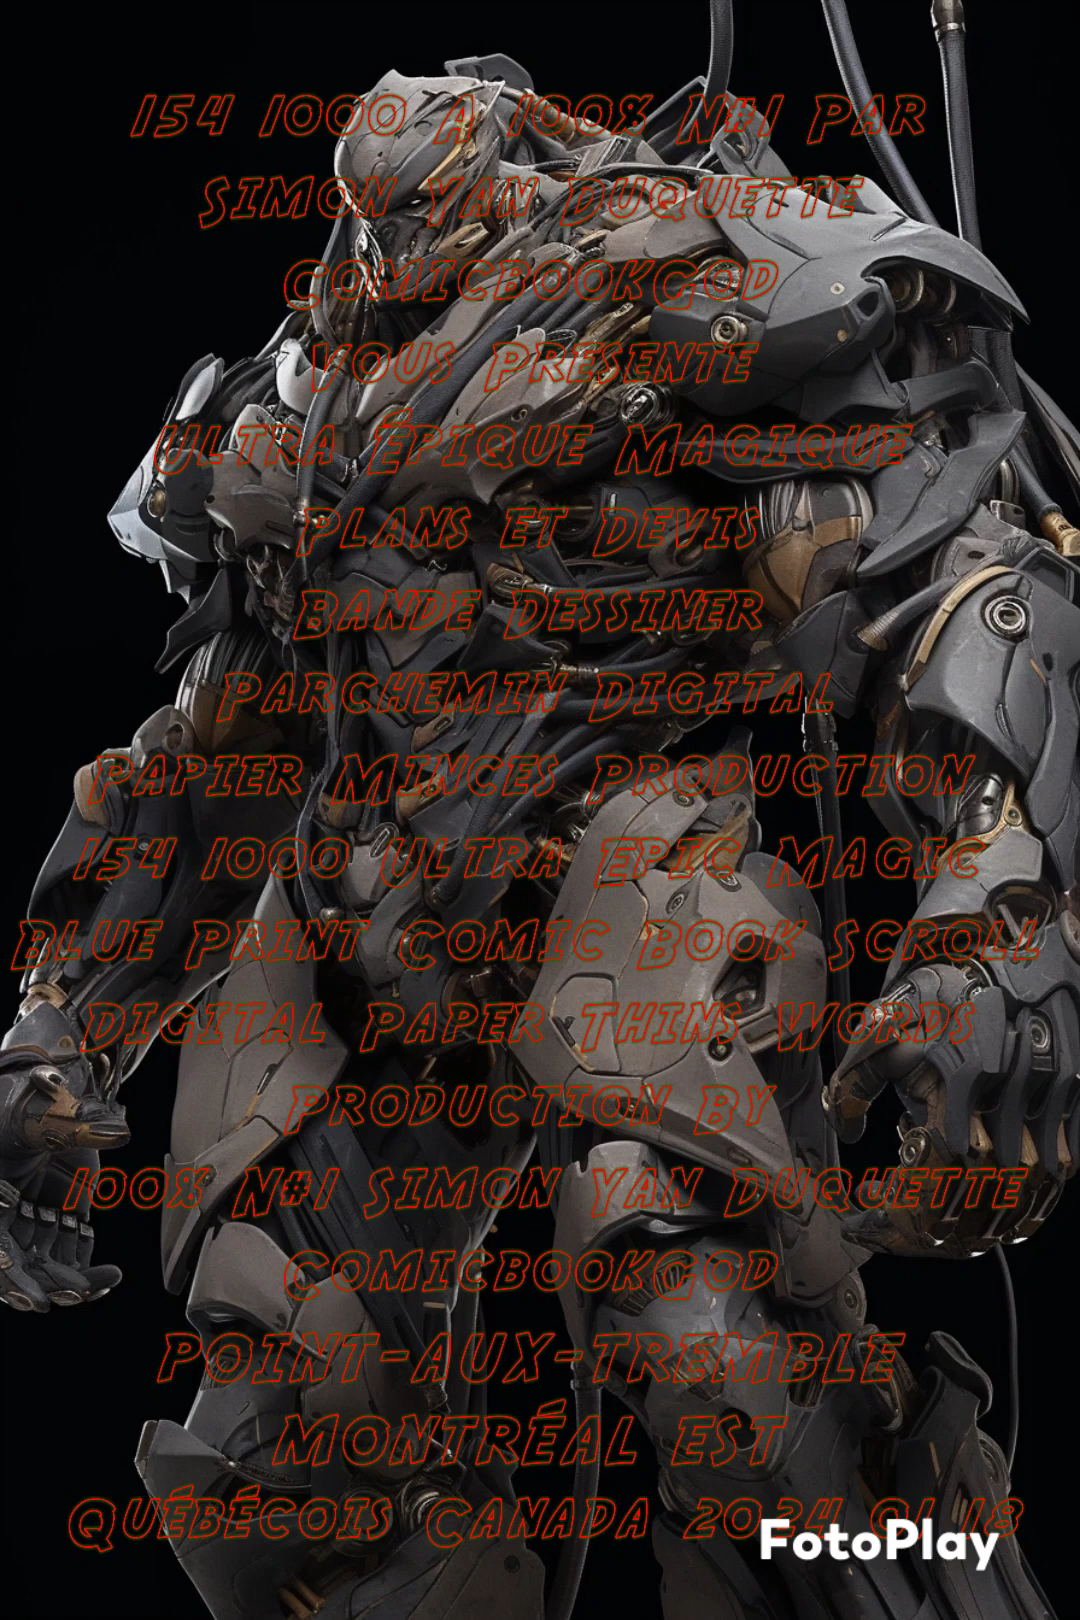 154 1000 A 100% N#1 PAR
SIMON YAN DUQUETTE
COMICBOOKGOD
VOUS PRESENTE
ULTRA ÉPIQUE MAGIQUE
PLANS ET DEVIS
BANDE DESSINER
PARCHEMIN DIGITAL
PAPIER MINCES PRODUCTION
154 1000 ULTRA EPIC MAGIC
BLUE PRINT COMIC BOOK SCROLL
DIGITAL PAPER THINS WORDS
PRODUCTION BY
100% N#1 SIMON YAN DUQUETTE
COMICBOOKGOD
POINT-AUX-TREMBLE
MONTRÉAL EST
QUÉBÉCOIS CANADA 2024 01 18
FotoPlay